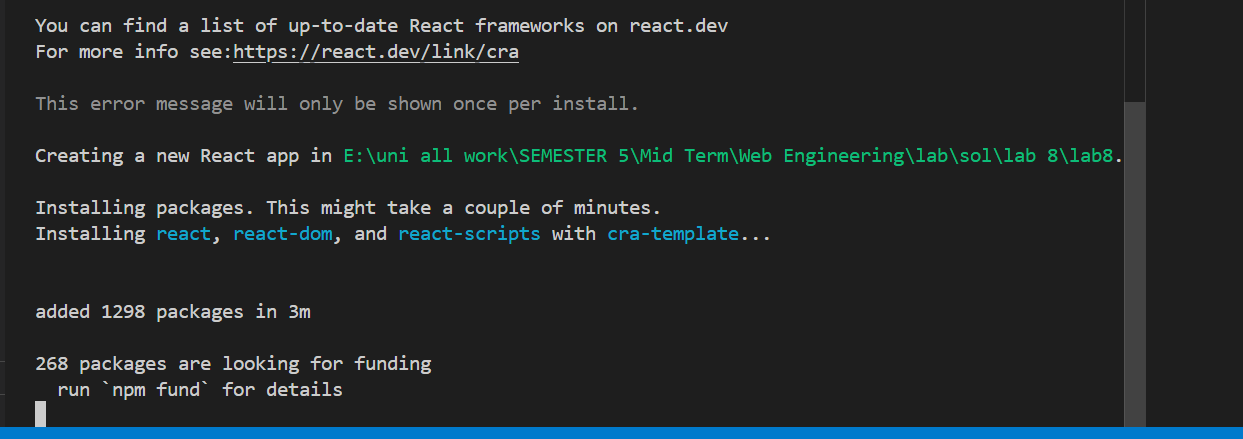 You can find a list of up-to-date React frameworks on react.dev
For more info see:https://react.dev/link/cra
This error message will only be shown once per install.
Creating a new React app in E:\uni all work\SEMESTER 5\Mid Term\Web Engineering\lab\sol\lab 8\lab8.
Installing packages. This might take a couple of minutes.
Installing react, react-dom, and react-scripts with cra-template...
added 1298 packages in 3m
268 packages are looking for funding
  run `npm fund` for details